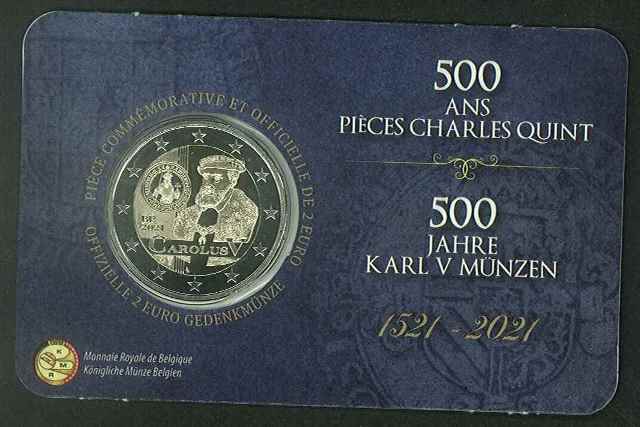 PIÈCE COMMÉMORATIVE ET OFFICIELLE DE 2 EURO
OFFIZIELLE 2 EURO GEDENKMÜNZE
BE
2021
CAROLUS V
500
ANS
PIÈCES CHARLES QUINT
500
JAHRE
KARL V MÜNZEN
1521 - 2021
K
M
R
Monnaie Royale de Belgique
Königliche Münze Belgien